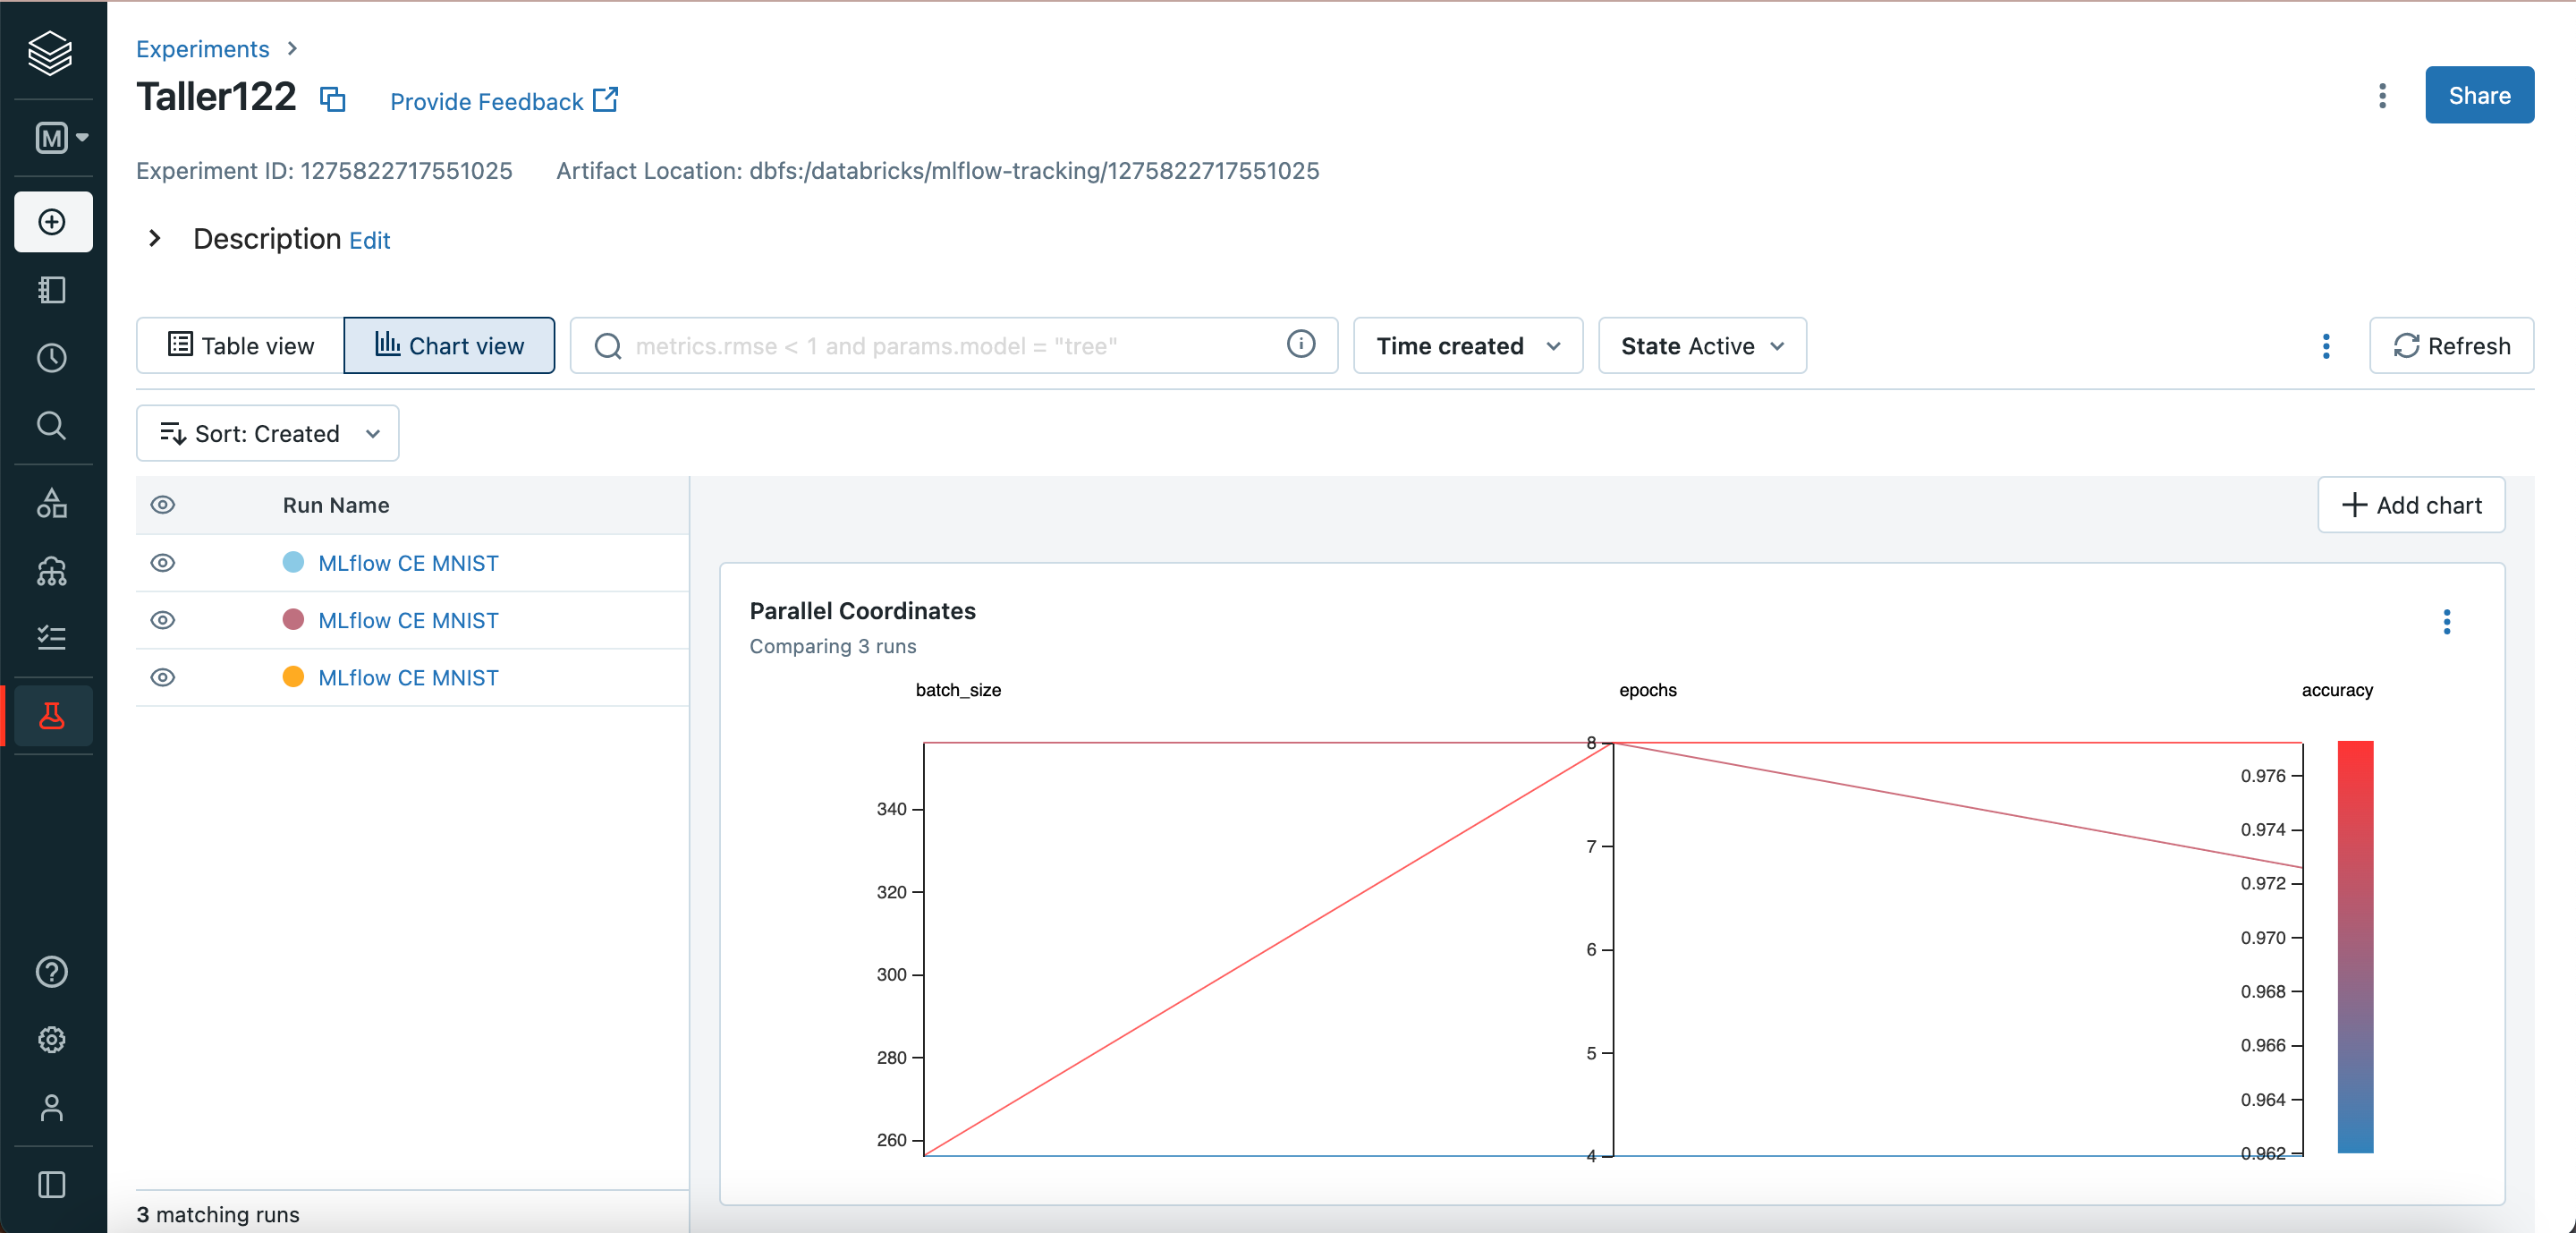 M
Experiments
Taller122
Provide Feedback
Share
Experiment ID: 1275822717551025
Artifact Location: dbfs:/databricks/mlflow-tracking/1275822717551025
Description Edit
Table view
Chart view
metrics.rmse < 1 and params.model = "tree"
Time created
State Active
Refresh
Sort: Created
Run Name
MLflow CE MNIST
MLflow CE MNIST
MLflow CE MNIST
3 matching runs
Add chart
Parallel Coordinates
Comparing 3 runs
batch_size
epochs
accuracy
340
320
300
280
260
8
7
6
5
4
0.976
0.974
0.972
0.970
0.968
0.966
0.964
0.962